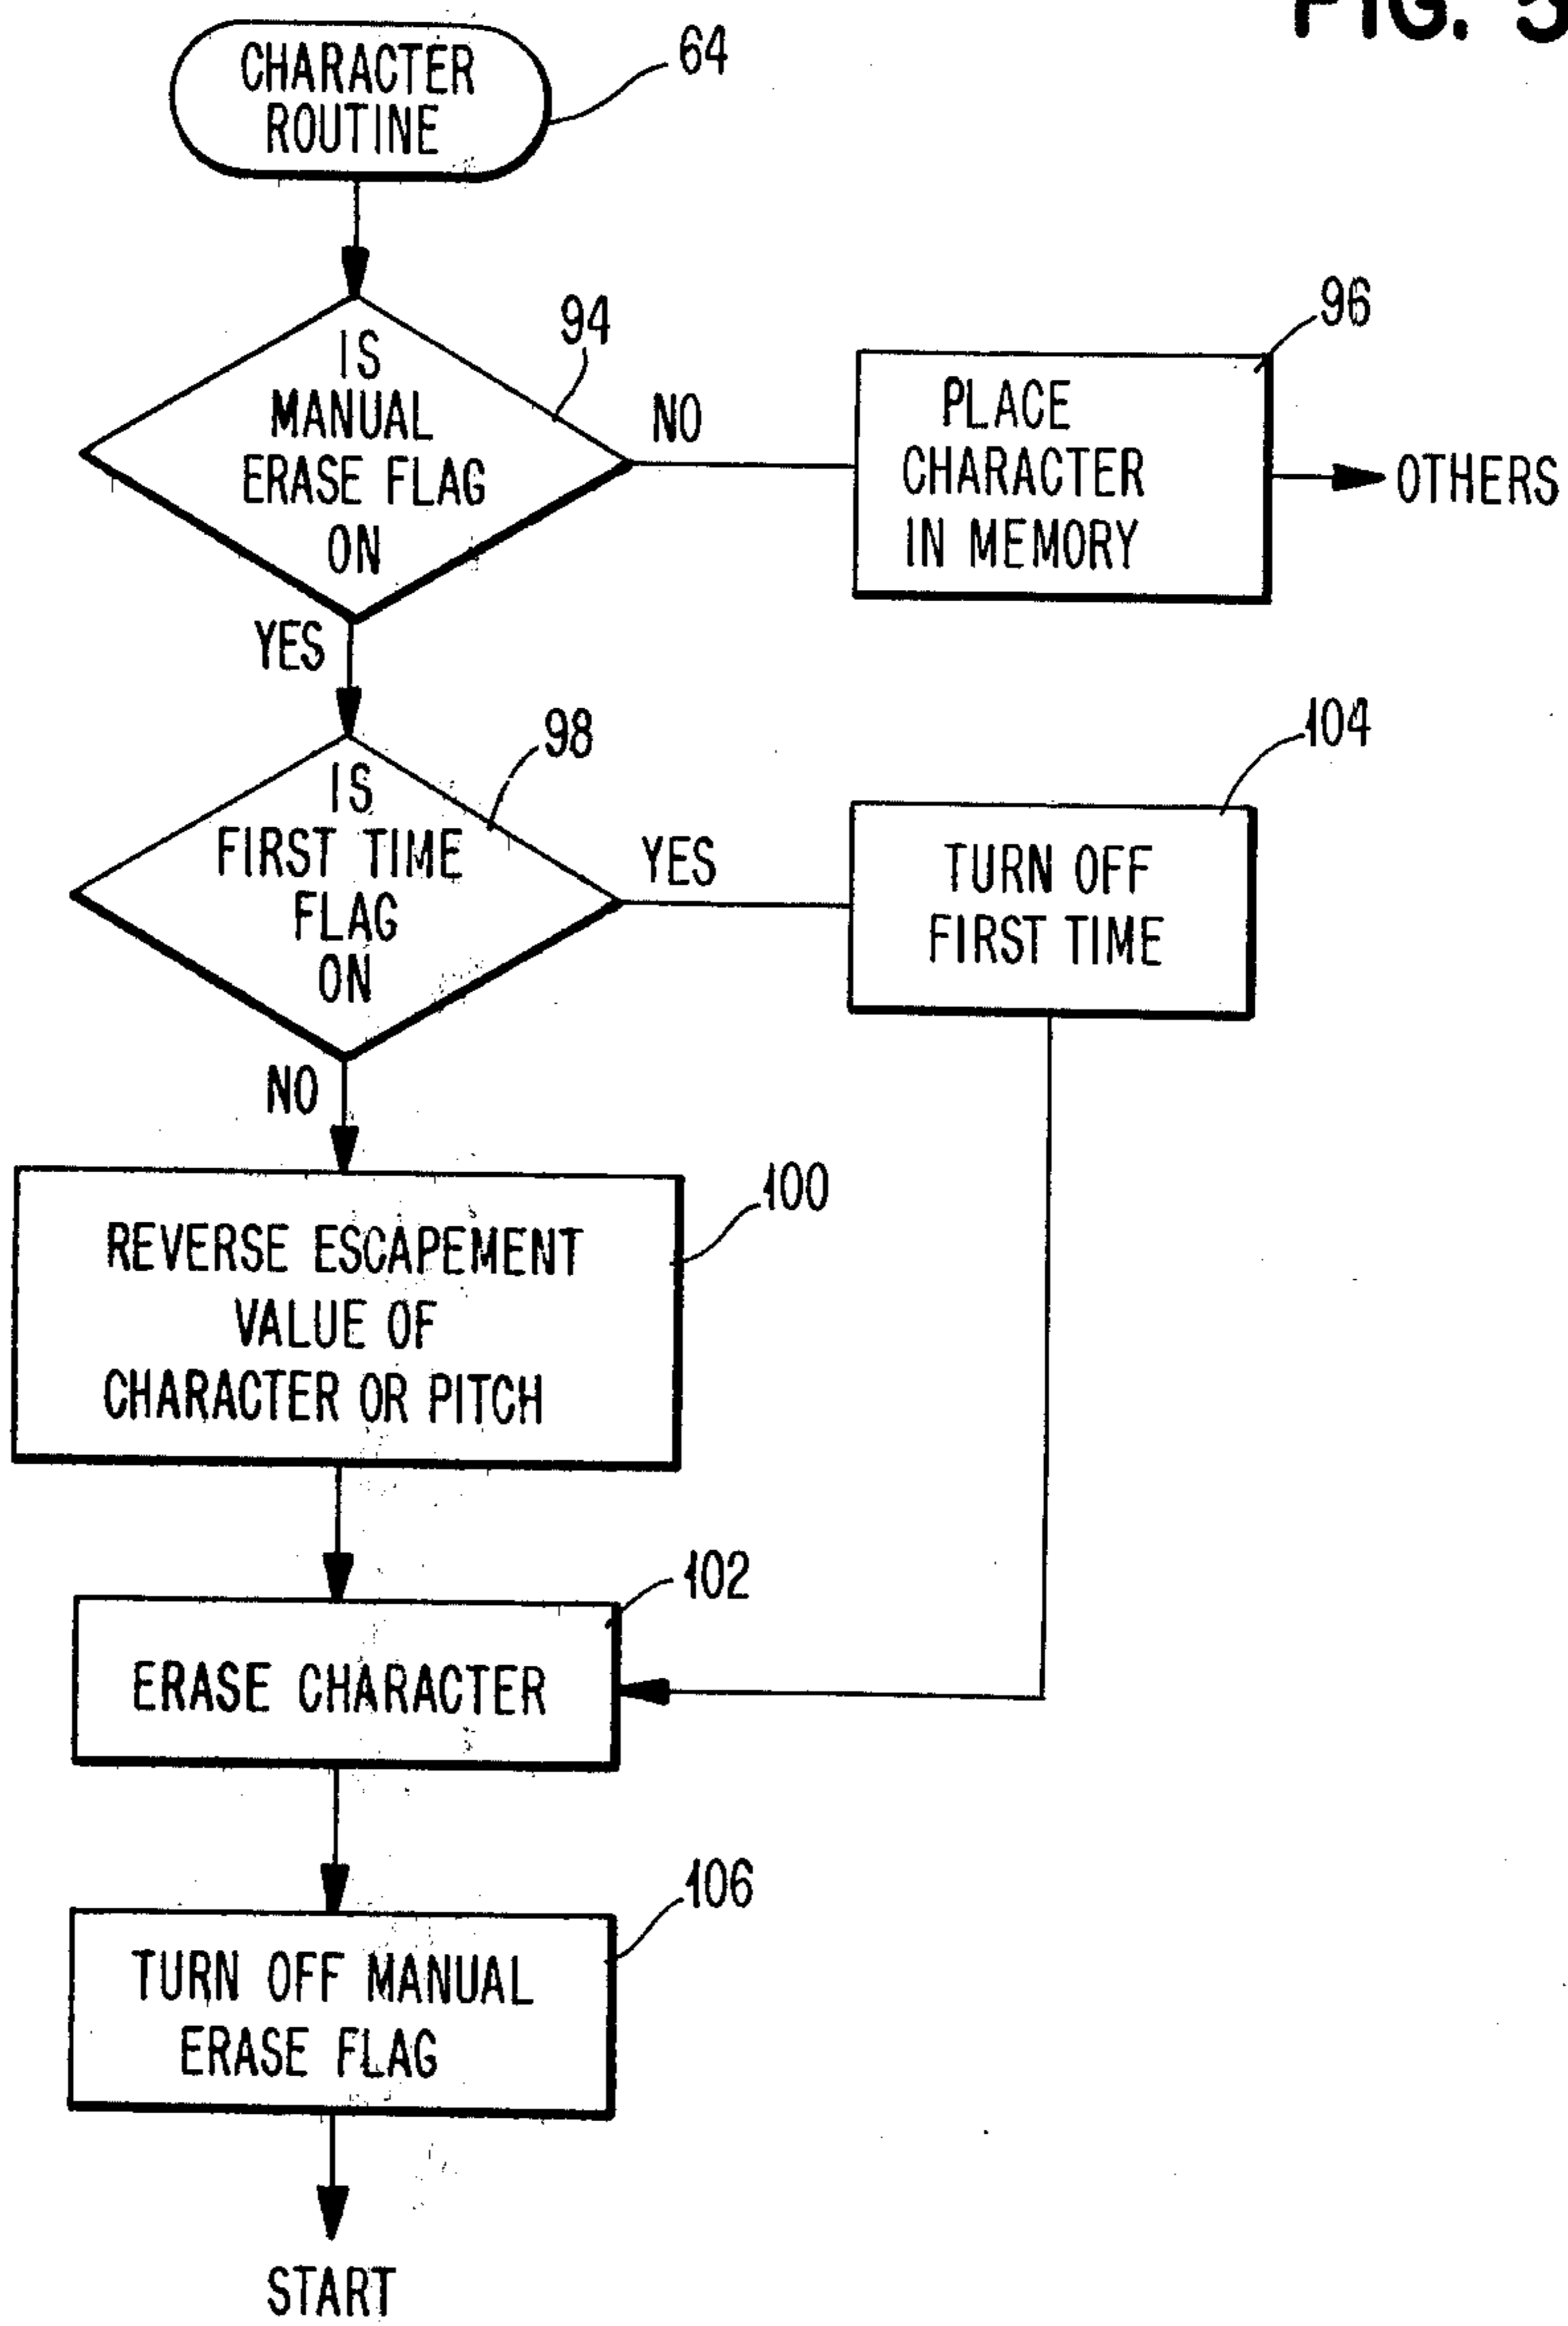 FIG. 5
CHARACTER
ROUTINE
64
IS
MANUAL
ERASE FLAG
ON
94
NO
PLACE
CHARACTER
IN MEMORY
96
OTHERS
YES
IS
FIRST TIME
FLAG
ON
98
YES
TURN OFF
FIRST TIME
104
NO
REVERSE ESCAPEMENT
VALUE OF
CHARACTER OR PITCH
100
ERASE CHARACTER
102
TURN OFF MANUAL
ERASE FLAG
106
START